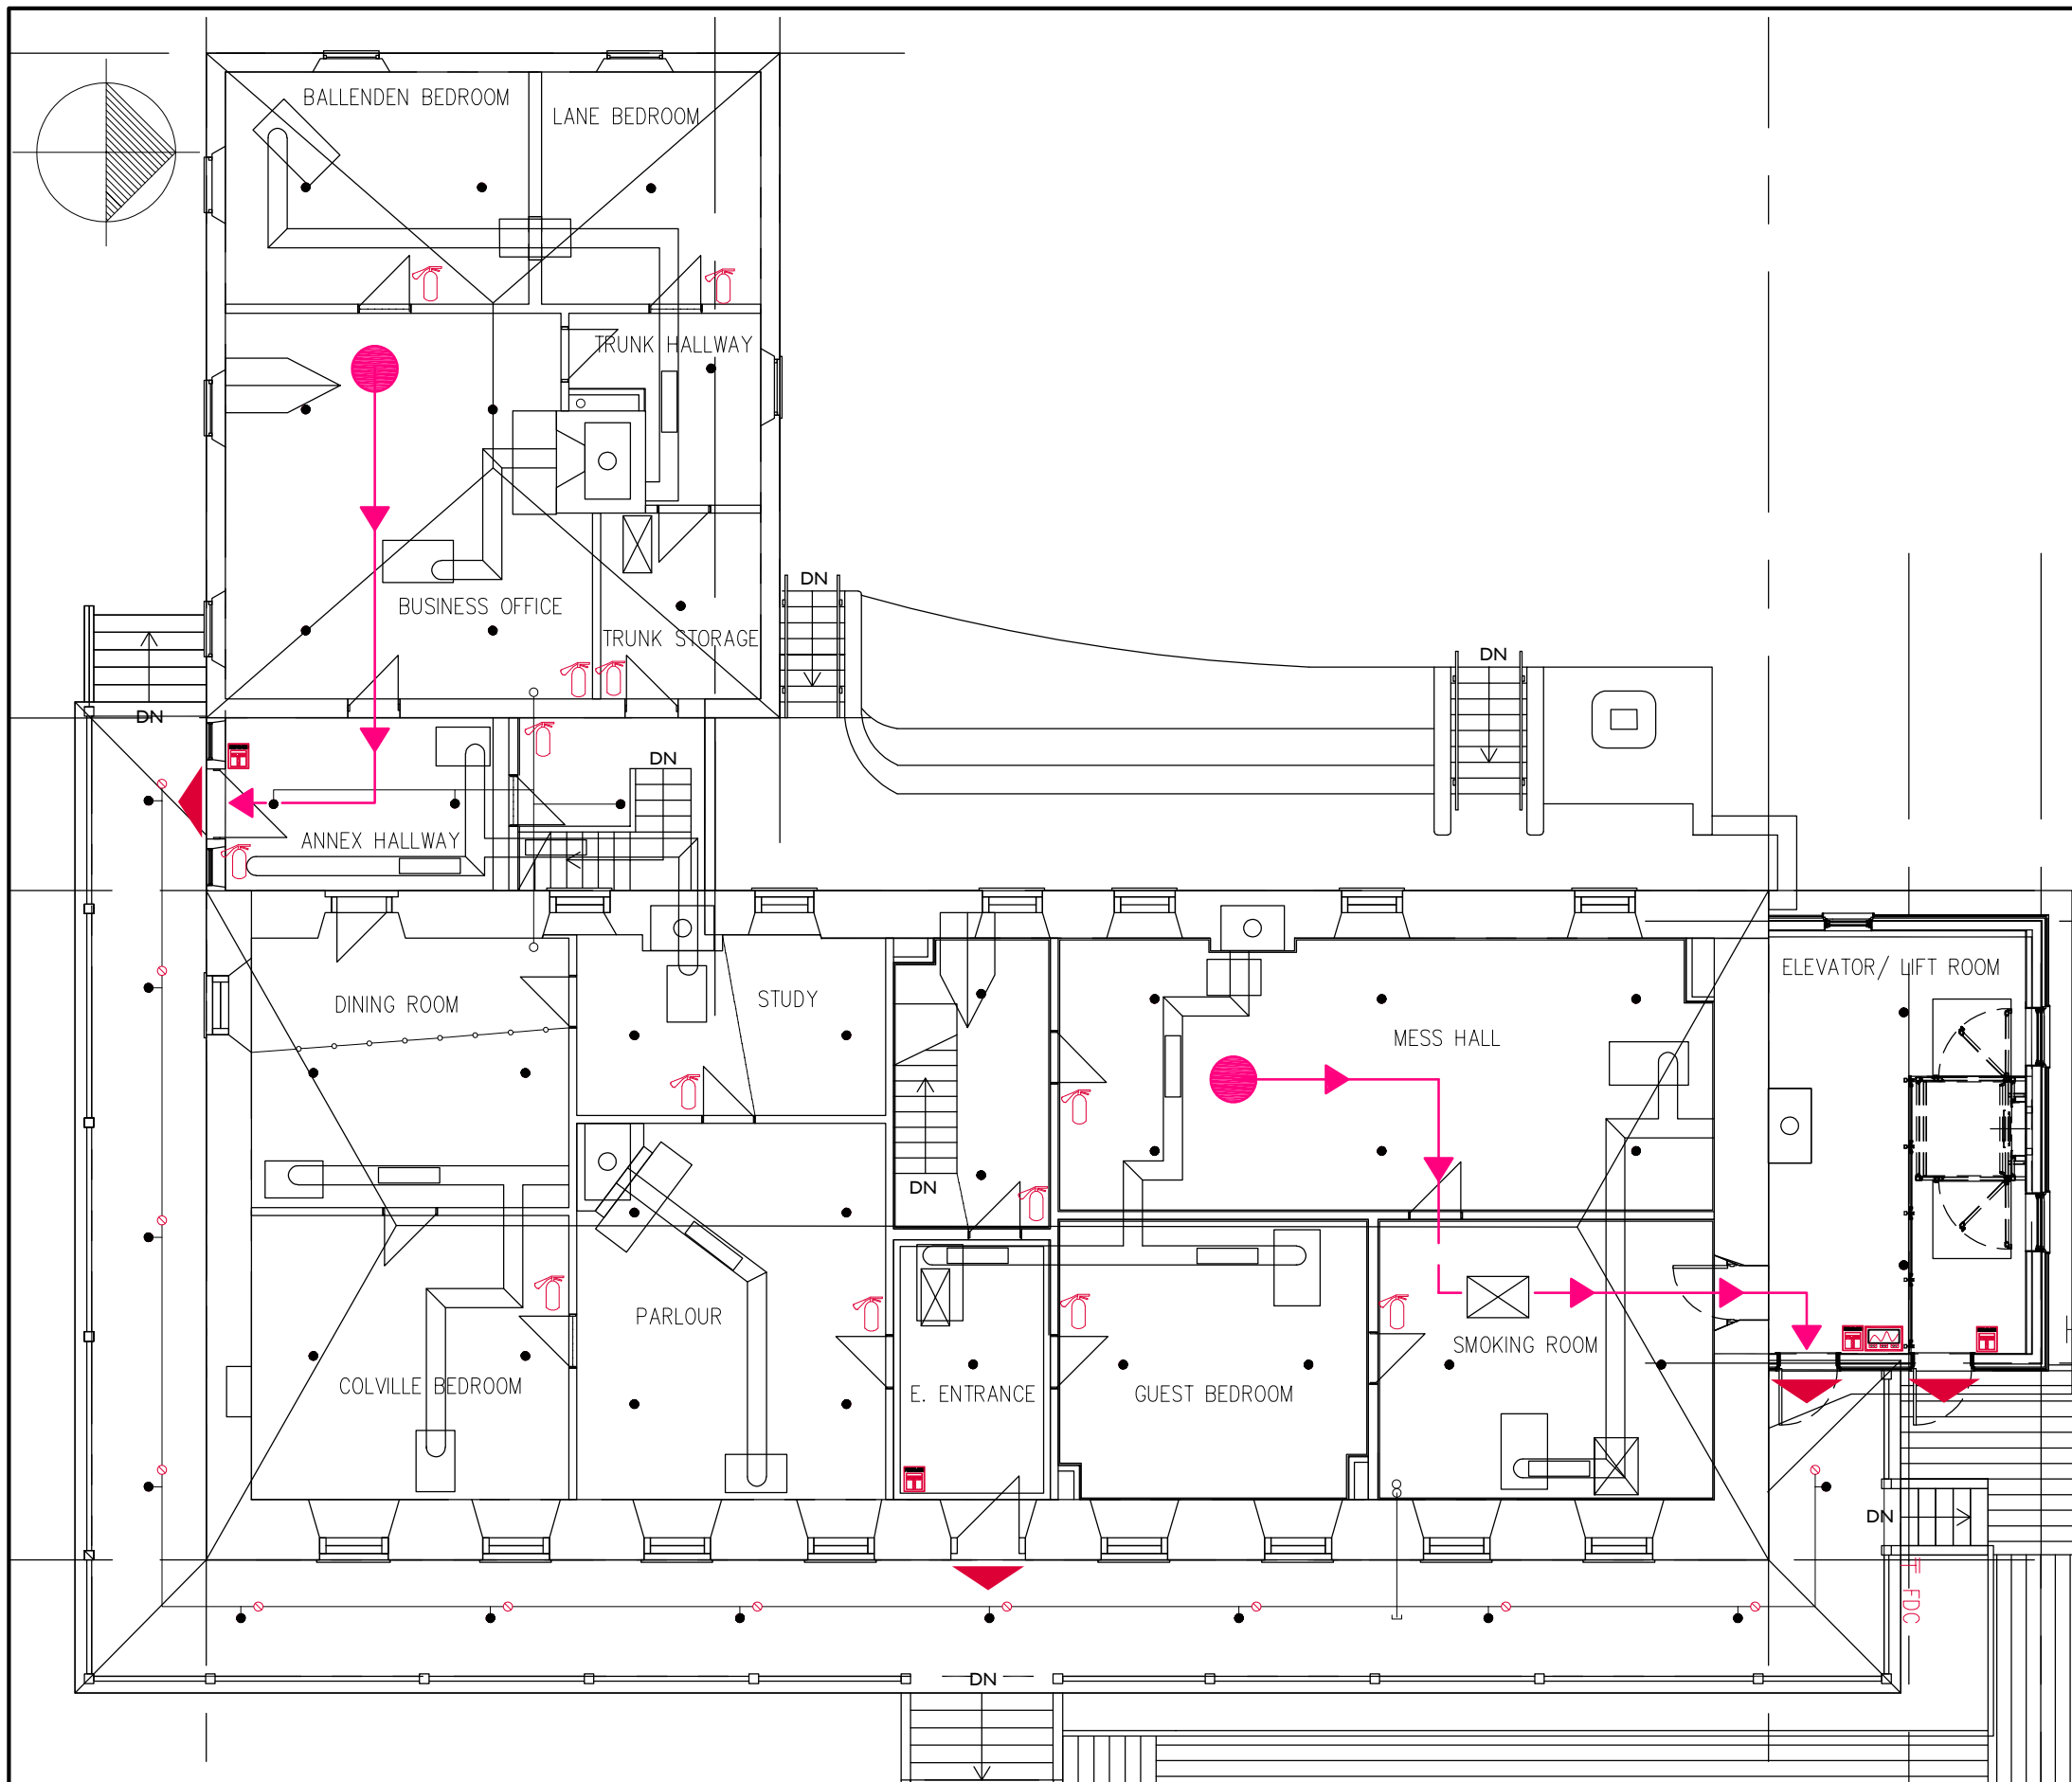 BALLENDEN BEDROOM
LANE BEDROOM
TRUNK HALLWAY
DN
BUSINESS OFFICE
TRUNK STORAGE
DN
DN
DN
ANNEX HALLWAY
ELEVATOR/ LIFT ROOM
DINING ROOM
STUDY
MESS HALL
DN
PARLOUR
SMOKING ROOM
COLVILLE BEDROOM
E. ENTRANCE
GUEST BEDROOM
DN
FDC
DN